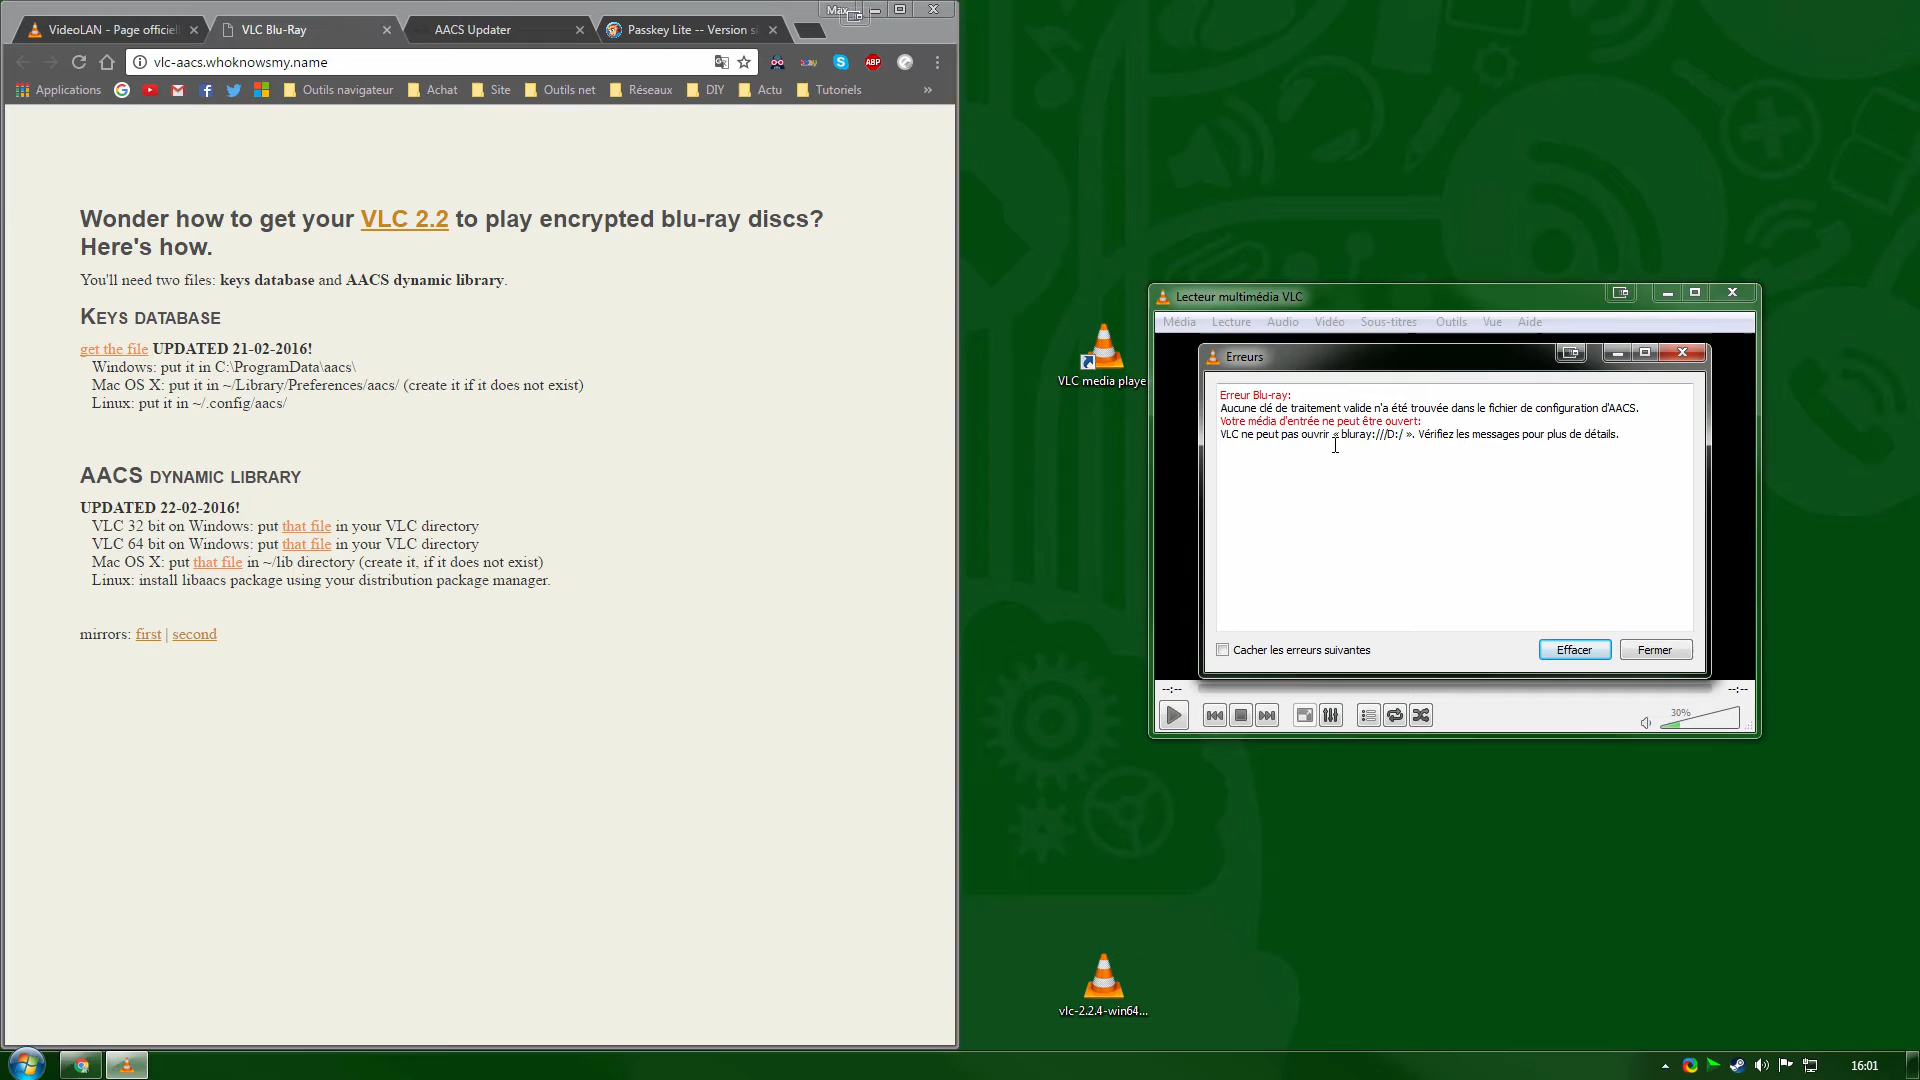 Max
VideoLAN - Page officiel
VLC Blu-Ray
AACS Updater
Passkey Lite -- Version s
vlc-aacs.whoknowsmy.name
Applications
Outils navigateur
Achat
Site
Outils net
Réseaux
DIY
Actu
Tutoriels
»
Wonder how to get your VLC 2.2 to play encrypted blu-ray discs?
Here's how.
You'll need two files: keys database and AACS dynamic library.
KEYS DATABASE
get the file UPDATED 21-02-2016!
Windows: put it in C:\ProgramData\aacs\
Mac OS X: put it in ~/Library/Preferences/aacs/ (create it if it does not exist)
Linux: put it in ~/.config/aacs/
AACS DYNAMIC LIBRARY
UPDATED 22-02-2016!
VLC 32 bit on Windows: put that file in your VLC directory
VLC 64 bit on Windows: put that file in your VLC directory
Mac OS X: put that file in ~/lib directory (create it, if it does not exist)
Linux: install libaacs package using your distribution package manager.
mirrors: first | second
VLC media playe
Lecteur multimédia VLC
Média Lecture Audio Vidéo Sous-titres Outils Vue Aide
Erreurs
Erreur Blu-ray:
Aucune clé de traitement valide n'a été trouvée dans le fichier de configuration d'AACS.
Votre média d'entrée ne peut être ouvert:
VLC ne peut pas ouvrir « bluray:///D:/ ». Vérifiez les messages pour plus de détails.
Cacher les erreurs suivantes
Effacer
Fermer
--:--
--:--
30%
vlc-2.2.4-win64...
16:01